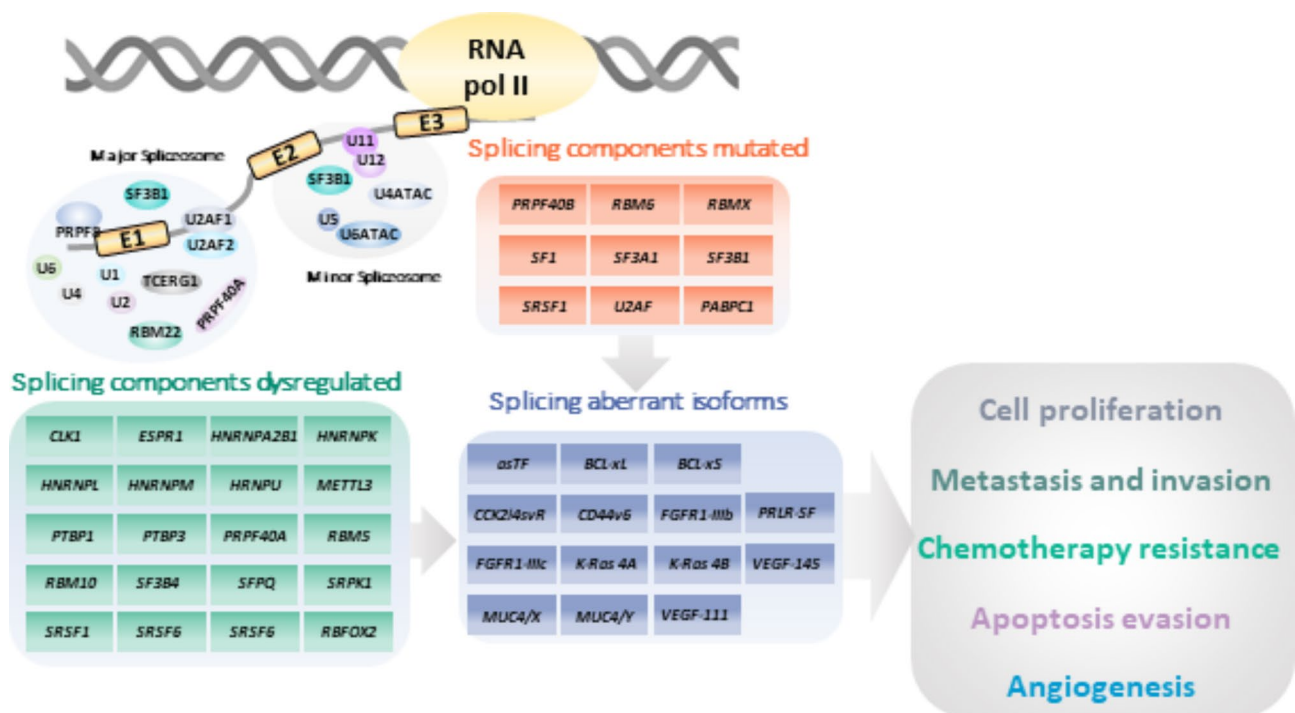 RNA
pol II
E3
E2
E1
Major Spliceosome
SF3B1
PRPF8
U2AF1
U2AF2
U6
U4
U1
U2
TCERG1
PRPF40A
RBM22
U11
U12
SF3B1
U4ATAC
U5
U6ATAC
Minor Spliceosome
Splicing components mutated
PRPF40B RBM6 RBMX
SF1 SF3A1 SF3B1
SRSF1 U2AF PABPC1
Splicing components dysregulated
CLK1 ESPR1 HNRNPA2B1 HNRNPK
HNRNPL HNRNPM HRNPU METTL3
PTBP1 PTBP3 PRPF40A RBM5
RBM10 SF3B4 SFPQ SRPK1
SRSF1 SRSF6 SRSF6 RBFOX2
Splicing aberrant isoforms
asTF BCL-xL BCL-xS
CCK2i4svR CD44v6 FGFR1-IIIb PRLR-SF
FGFR1-IIIc K-Ras 4A K-Ras 4B VEGF-145
MUC4/X MUC4/Y VEGF-111
Cell proliferation
Metastasis and invasion
Chemotherapy resistance
Apoptosis evasion
Angiogenesis